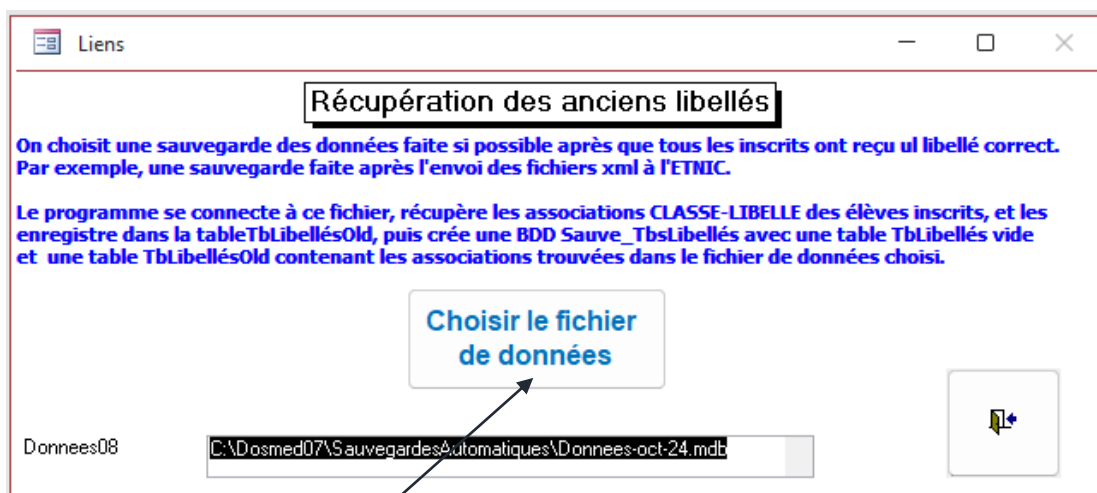 Liens
Récupération des anciens libellés
On choisit une sauvegarde des données faite si possible après que tous les inscrits ont reçu ul libellé correct.
Par exemple, une sauvegarde faite après l'envoi des fichiers xml à l'ETNIC.
Le programme se connecte à ce fichier, récupère les associations CLASSE-LIBELLE des élèves inscrits, et les
enregistre dans la tableTbLibellésOld, puis crée une BDD Sauve_TbsLibellés avec une table TbLibellés vide
et une table TbLibellésOld contenant les associations trouvées dans le fichier de données choisi.
Choisir le fichier
de données
Donnees08
C:\Dosmed07\SauvegardesAutomatiques\Donnees-oct-24.mdb